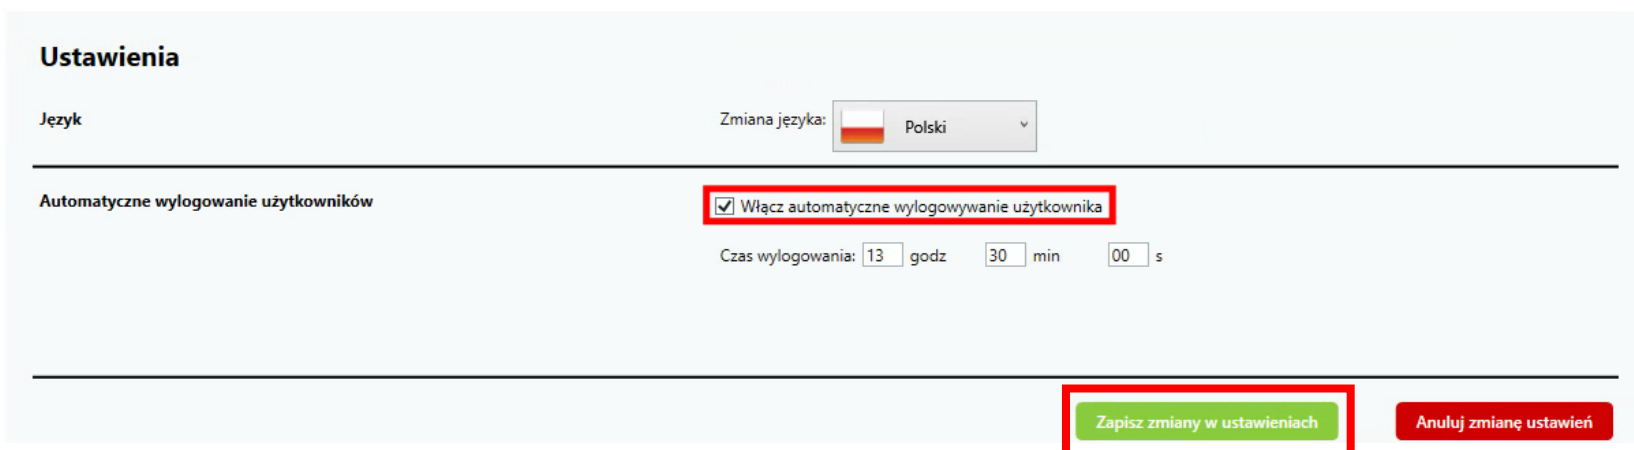 Ustawienia
Język
Zmiana języka: Polski
Automatyczne wylogowanie użytkowników
Włącz automatyczne wylogowywanie użytkownika
Czas wylogowania: 13 godz 30 min 00 s
Zapisz zmiany w ustawieniach
Anuluj zmianę ustawień